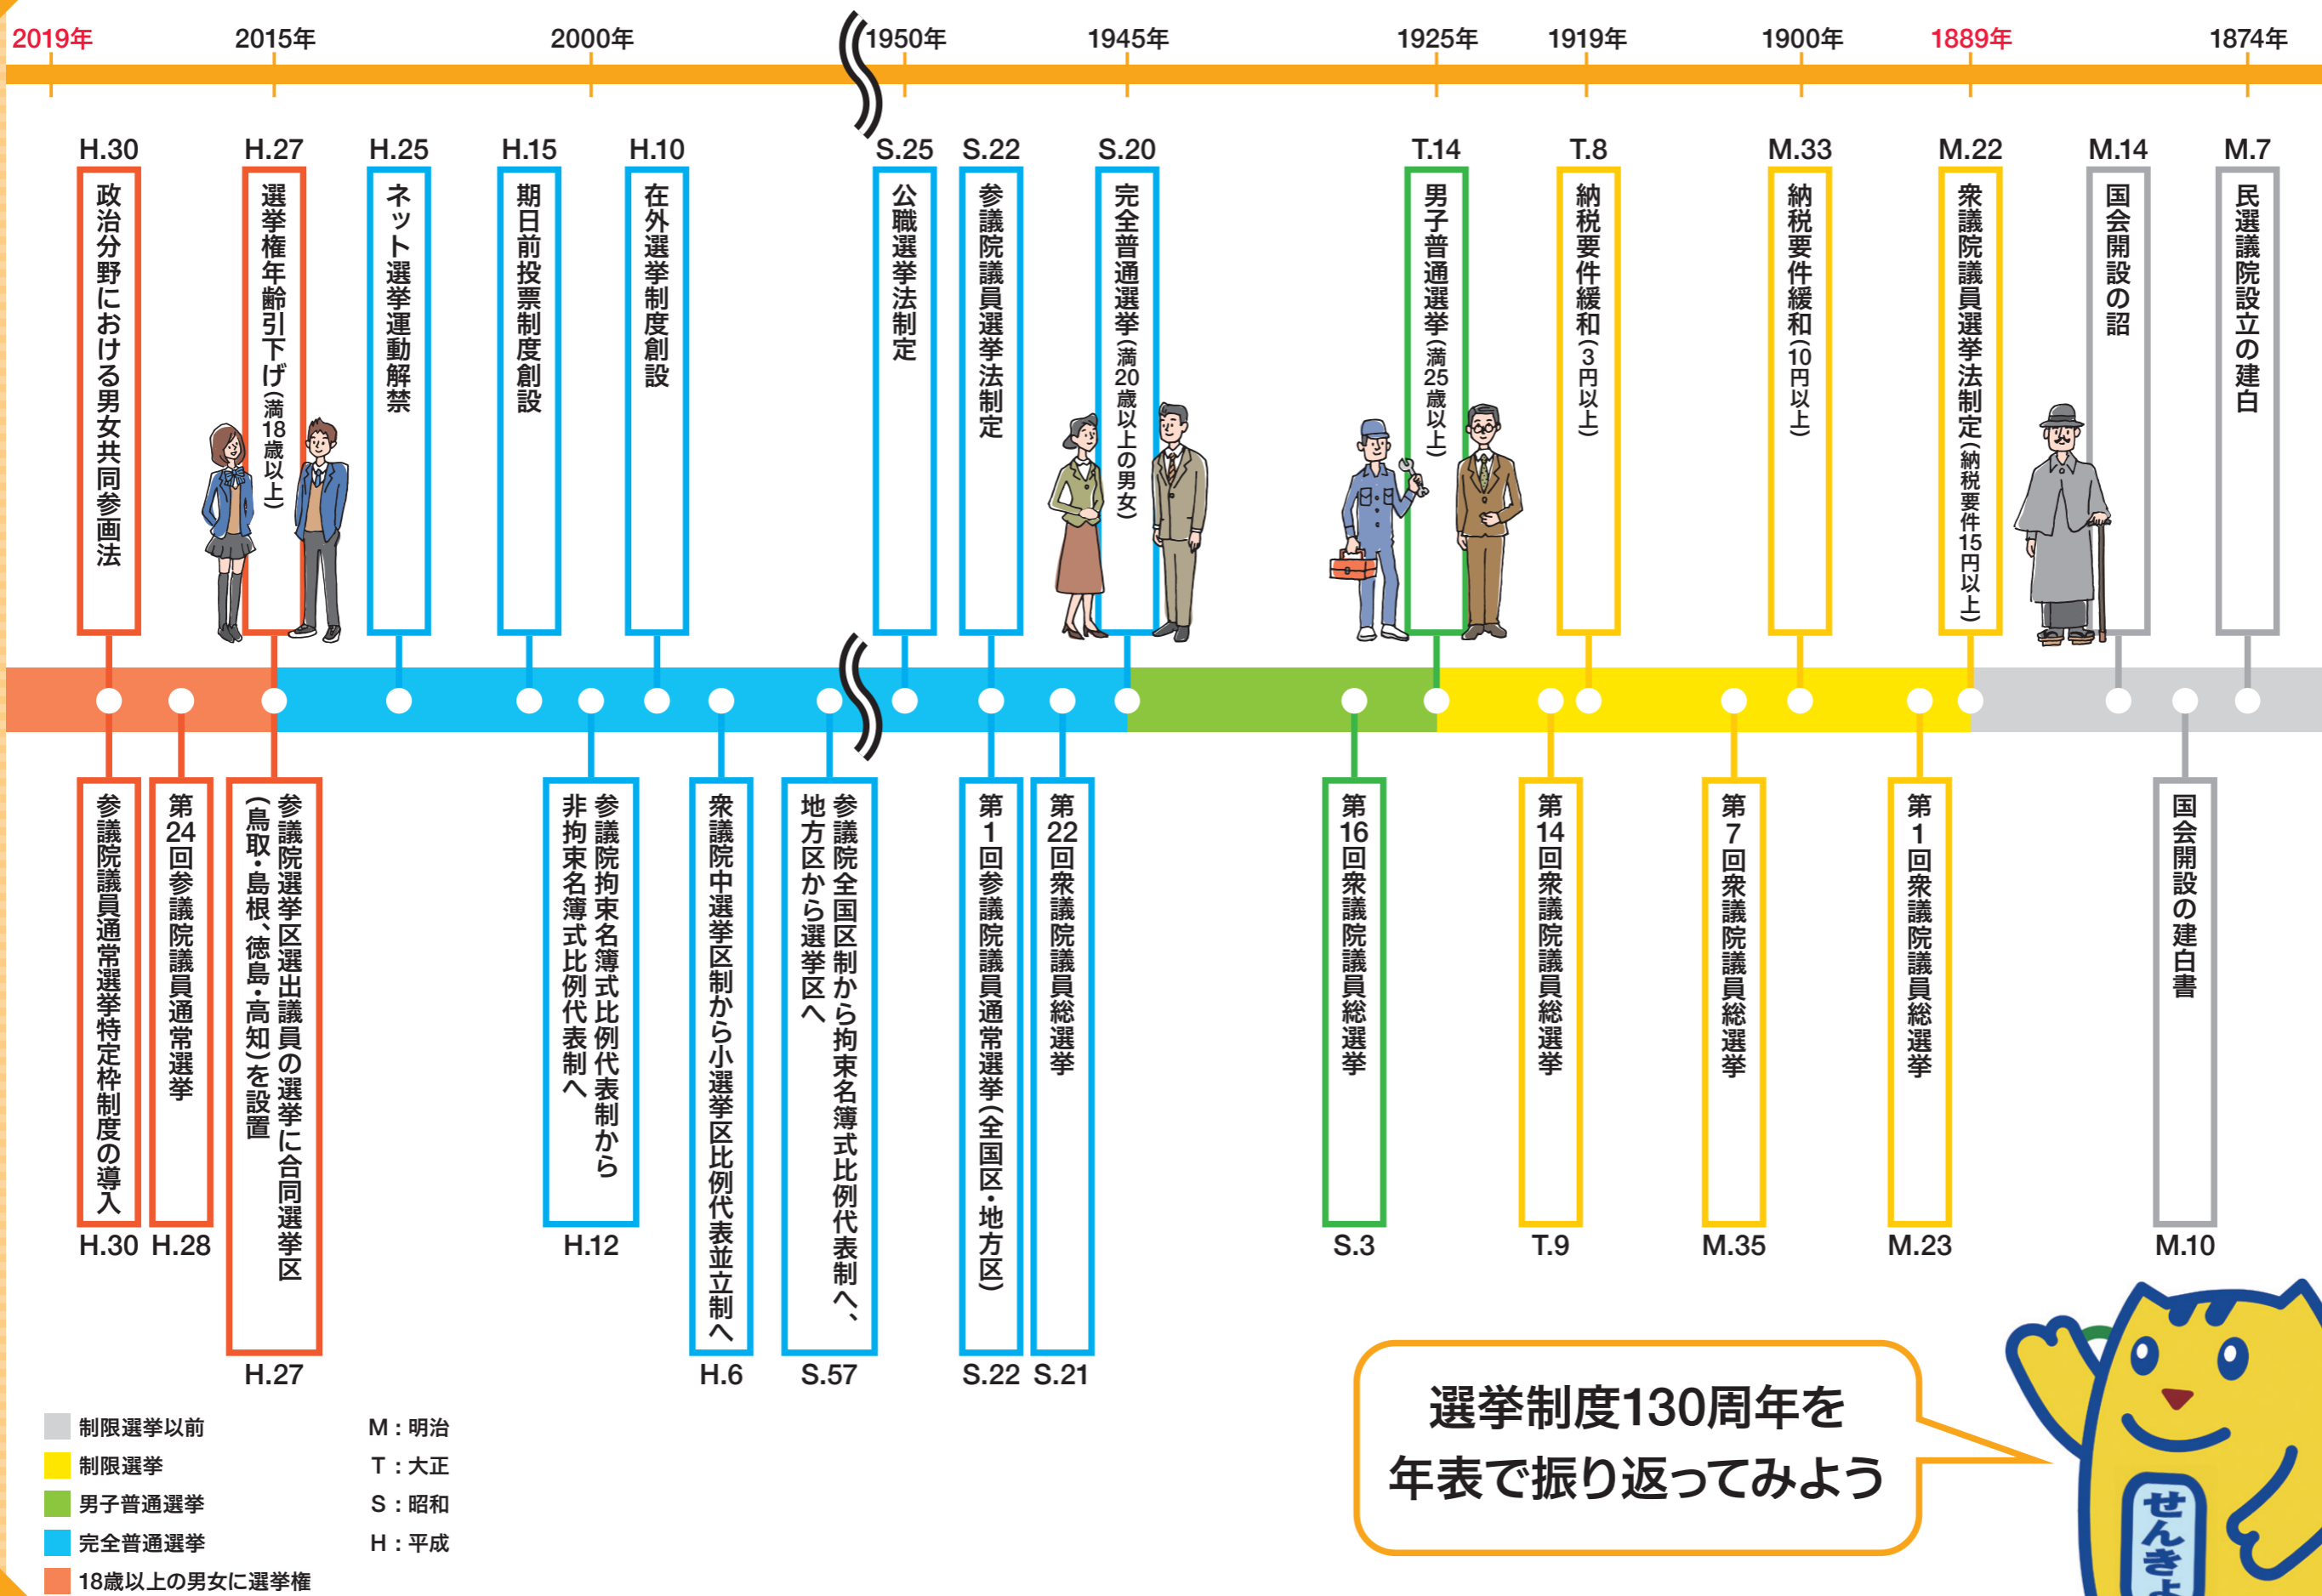 2019年
2015年
2000年
1950年
1945年
1925年
1919年
1900年
1889年
1874年
H.30
政治分野における男女共同参画法
H.27
選挙権年齢引下げ(満18歳以上)
H.25
ネット選挙運動解禁
H.15
期日前投票制度創設
H.10
在外選挙制度創設
S.25
公職選挙法制定
S.22
参議院議員選挙法制定
S.20
完全普通選挙(満20歳以上の男女)
T.14
男子普通選挙(満25歳以上)
T.8
納税要件緩和(3円以上)
M.33
納税要件緩和(10円以上)
M.22
衆議院議員選挙法制定(納税要件15円以上)
M.14
国会開設の詔
M.7
民選議院設立の建白
参議院議員通常選挙特定枠制度の導入
H.30
第24回参議院議員通常選挙
H.28
参議院選挙区選出議員の選挙に合同選挙区
(鳥取・島根、徳島・高知)を設置
H.27
参議院拘束名簿式比例代表制から
非拘束名簿式比例代表制へ
H.12
衆議院中選挙区制から小選挙区比例代表並立制へ
H.6
参議院全国区制から拘束名簿式比例代表制へ、
地方区から選挙区へ
S.57
第1回参議院議員通常選挙(全国区・地方区)
S.22
第22回衆議院議員総選挙
S.21
第16回衆議院議員総選挙
S.3
第14回衆議院議員総選挙
T.9
第7回衆議院議員総選挙
M.35
第1回衆議院議員総選挙
M.23
国会開設の建白書
M.10
制限選挙以前
制限選挙
男子普通選挙
完全普通選挙
18歳以上の男女に選挙権
M:明治
T:大正
S:昭和
H:平成
選挙制度130周年を
年表で振り返ってみよう
せんきょ